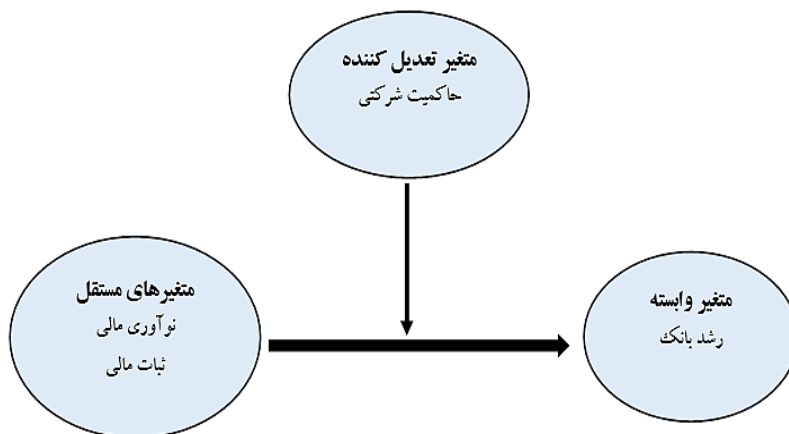 متغیر تعدیل کننده
حاکمیت شرکتی
متغیرهای مستقل
نوآوری مالی
ثبات مالی
متغیر وابسته
رشد بانک